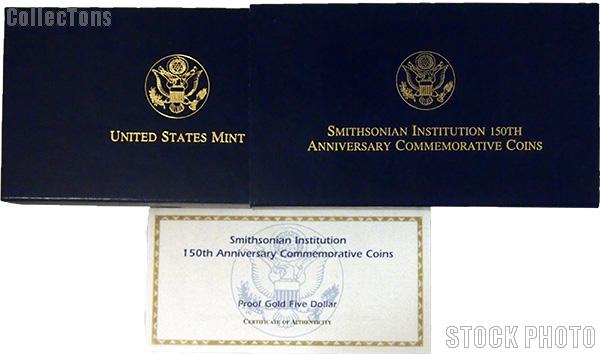 CollecTons
UNITED STATES MINT
SMITHSONIAN INSTITUTION 150TH
ANNIVERSARY COMMEMORATIVE COINS
Smithsonian Institution
150th Anniversary Commemorative Coins
Proof Gold Five Dollar
CERTIFICATE OF AUTHENTICITY
STOCK PHOTO